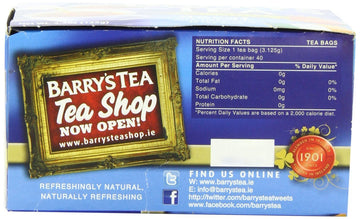 BARRY'S TEA
Tea Shop
NOW OPEN!
www.barrysteashop.ie
REFRESHINGLY NATURAL,
NATURALLY REFRESHING
NUTRITION FACTS TEA BAGS
Serving Size 1 tea bag (3.125g)
Serving per container 40
Amount Per Serving % Daily Value*
Calories 0g
Total Fat 0g 0%
Sodium 0mg 0%
Total Carbohydrate 0g 0%
Protein 0g
*Percent Daily Values are based on a 2,000 calorie diet.
1901
FIND US ONLINE
W: www.barrystea.ie
E: info@barrystea.ie
http://twitter.com/barrysteatweets
www.facebook.com/barrystea